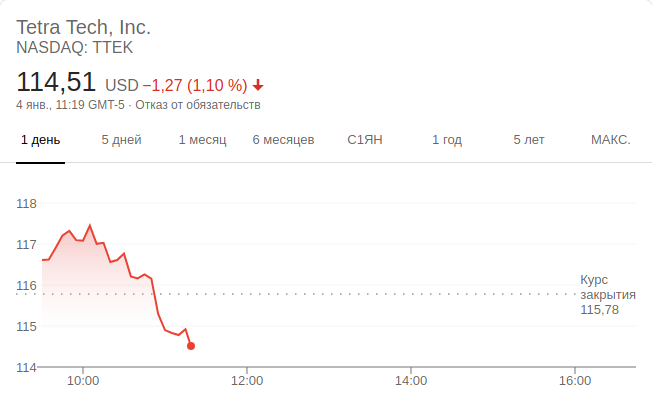 Tetra Tech, Inc.
NASDAQ: TTEK
114,51 USD −1,27 (1,10 %)
4 янв., 11:19 GMT-5 · Отказ от обязательств
1 день 5 дней 1 месяц 6 месяцев С1ЯН 1 год 5 лет МАКС.
118
117
116
115
114
Курс
закрытия
115,78
10:00 12:00 14:00 16:00